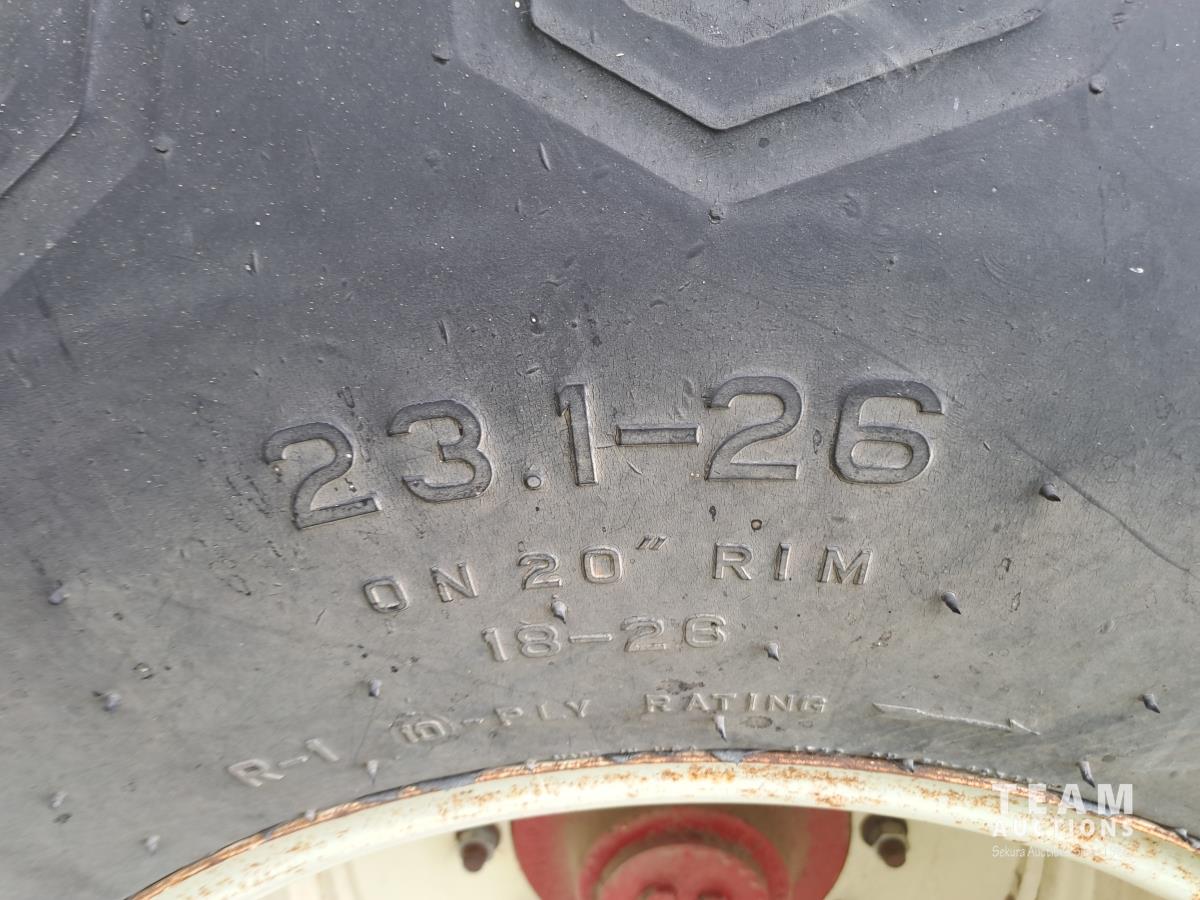 23.1-26
ON 20" RIM
18-26
R-1 10-PLY RATING
TEAM
AUCTIONS